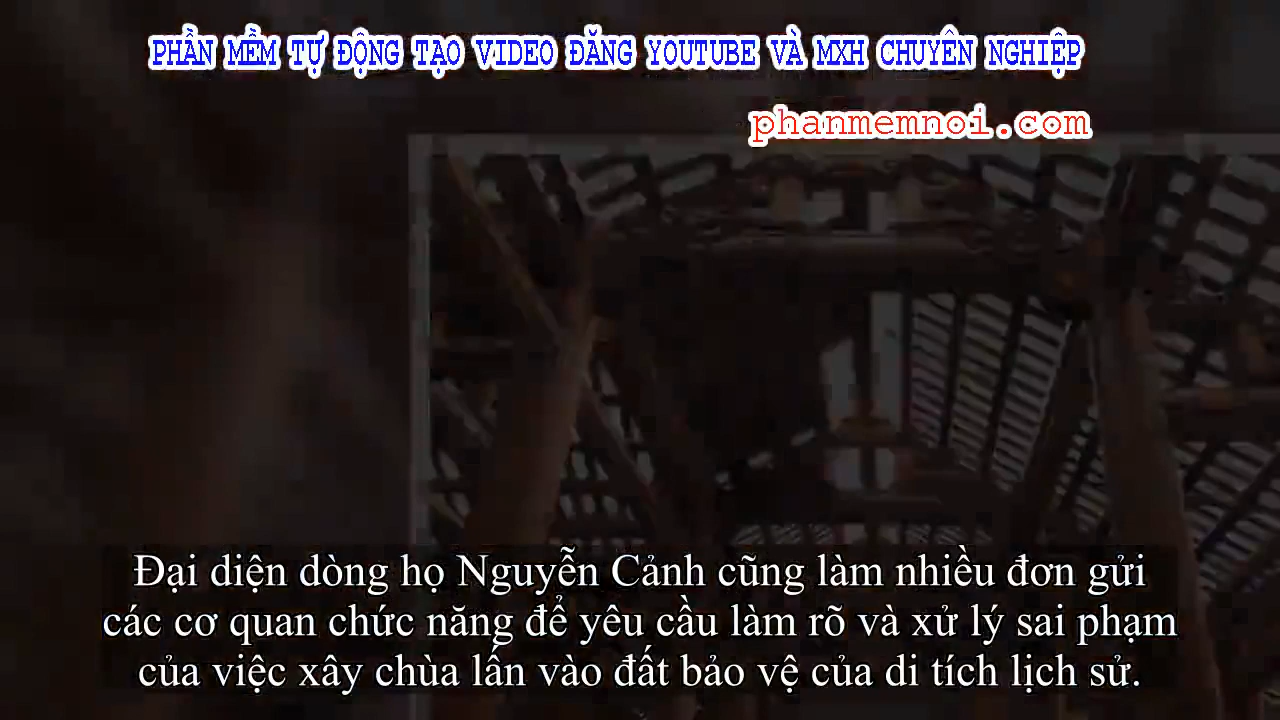 PHẦN MỀM TỰ ĐỘNG TẠO VIDEO ĐĂNG YOUTUBE VÀ MXH CHUYÊN NGHIỆP
phanmemnoi.com
Đại diện dòng họ Nguyễn Cảnh cũng làm nhiều đơn gửi
các cơ quan chức năng để yêu cầu làm rõ và xử lý sai phạm
của việc xây chùa lấn vào đất bảo vệ của di tích lịch sử.